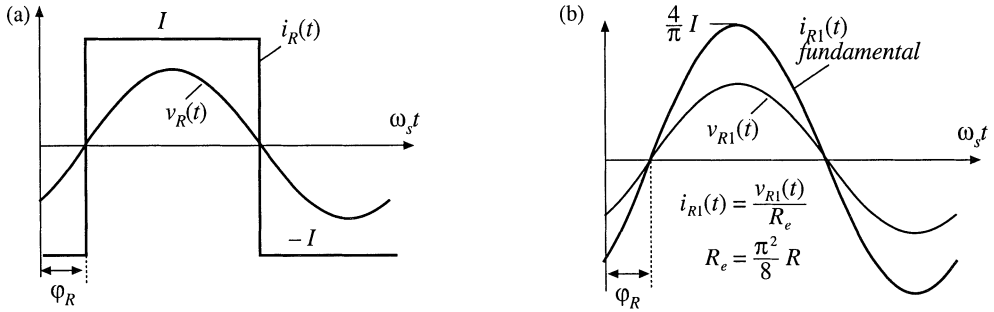 (a)
I
i_R(t)
v_R(t)
ω_s t
– I
φ_R
(b)
4/π I
i_R1(t)
fundamental
v_R1(t)
ω_s t
i_R1(t) = v_R1(t)/R_e
R_e = π²/8 R
φ_R